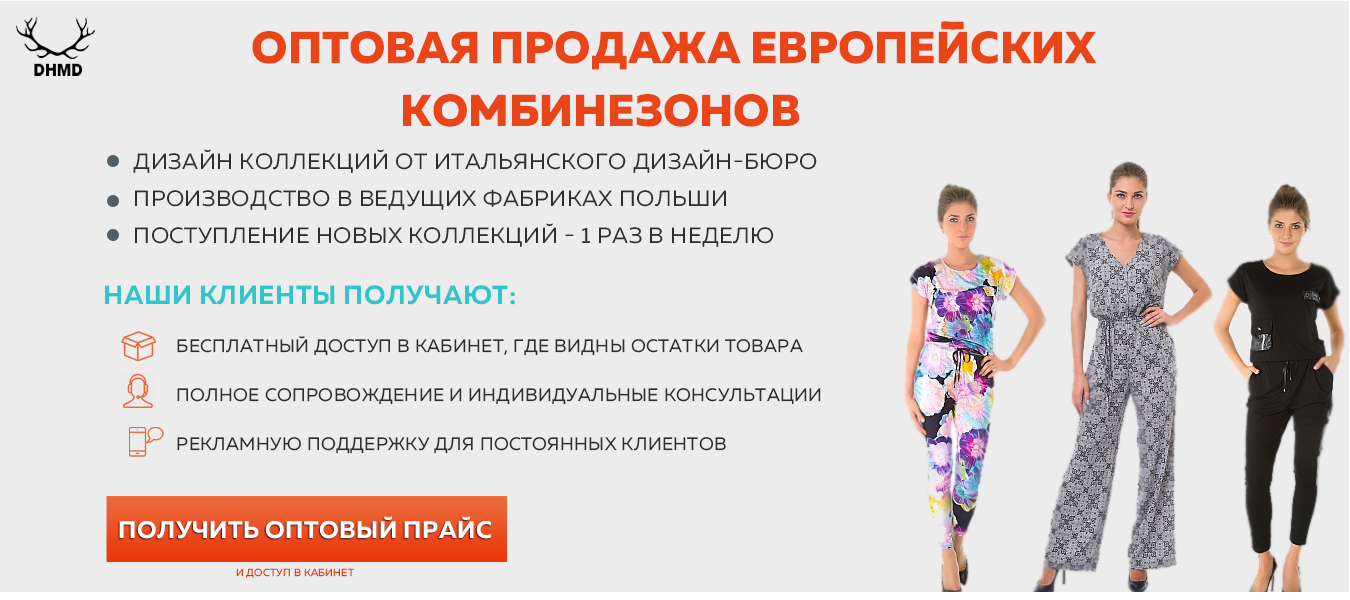 DHMD
ОПТОВАЯ ПРОДАЖА ЕВРОПЕЙСКИХ
КОМБИНЕЗОНОВ
ДИЗАЙН КОЛЛЕКЦИЙ ОТ ИТАЛЬЯНСКОГО ДИЗАЙН-БЮРО
ПРОИЗВОДСТВО В ВЕДУЩИХ ФАБРИКАХ ПОЛЬШИ
ПОСТУПЛЕНИЕ НОВЫХ КОЛЛЕКЦИЙ - 1 РАЗ В НЕДЕЛЮ
НАШИ КЛИЕНТЫ ПОЛУЧАЮТ:
БЕСПЛАТНЫЙ ДОСТУП В КАБИНЕТ, ГДЕ ВИДНЫ ОСТАТКИ ТОВАРА
ПОЛНОЕ СОПРОВОЖДЕНИЕ И ИНДИВИДУАЛЬНЫЕ КОНСУЛЬТАЦИИ
РЕКЛАМНУЮ ПОДДЕРЖКУ ДЛЯ ПОСТОЯННЫХ КЛИЕНТОВ
ПОЛУЧИТЬ ОПТОВЫЙ ПРАЙС
И ДОСТУП В КАБИНЕТ